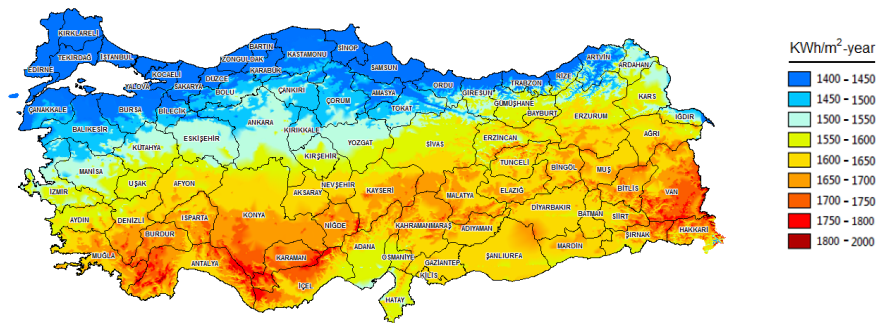 KIRKLARELİ
TEKİRDAĞ
İSTANBUL
EDİRNE
KOCAELİ
YALOVA
SAKARYA
DÜZCE
ZONGULDAK
BARTIN
KARABÜK
KASTAMONU
SİNOP
SAMSUN
BOLU
ÇANKIRI
ÇORUM
AMASYA
TOKAT
ORDU
GİRESUN
TRABZON
RİZE
ARTVİN
ARDAHAN
KARS
GÜMÜŞHANE
BAYBURT
ERZURUM
IĞDIR
AĞRI
ÇANAKKALE
BURSA
BİLECİK
BALIKEŞİR
KÜTAHYA
ESKİŞEHİR
ANKARA
KIRIKKALE
YOZGAT
SİVAS
ERZİNCAN
KIRŞEHİR
TUNCELİ
BİNGÖL
MUŞ
BİTLİS
VAN
MANİSA
İZMİR
UŞAK
AFYON
AKSARAY
NEVŞEHİR
KAYSERİ
MALATYA
ELAZIĞ
DİYARBAKIR
BATMAN
SİİRT
AYDIN
DENİZLİ
ISPARTA
BURDUR
KONYA
NİĞDE
KAHRAMANMARAŞ
ADIYAMAN
ŞIRNAK
HAKKARİ
MUĞLA
ANTALYA
KARAMAN
İÇEL
ADANA
OSMANİYE
GAZİANTEP
KİLİS
ŞANLIURFA
MARDİN
HATAY
KWh/m²-year
1400 - 1450
1450 - 1500
1500 - 1550
1550 - 1600
1600 - 1650
1650 - 1700
1700 - 1750
1750 - 1800
1800 - 2000